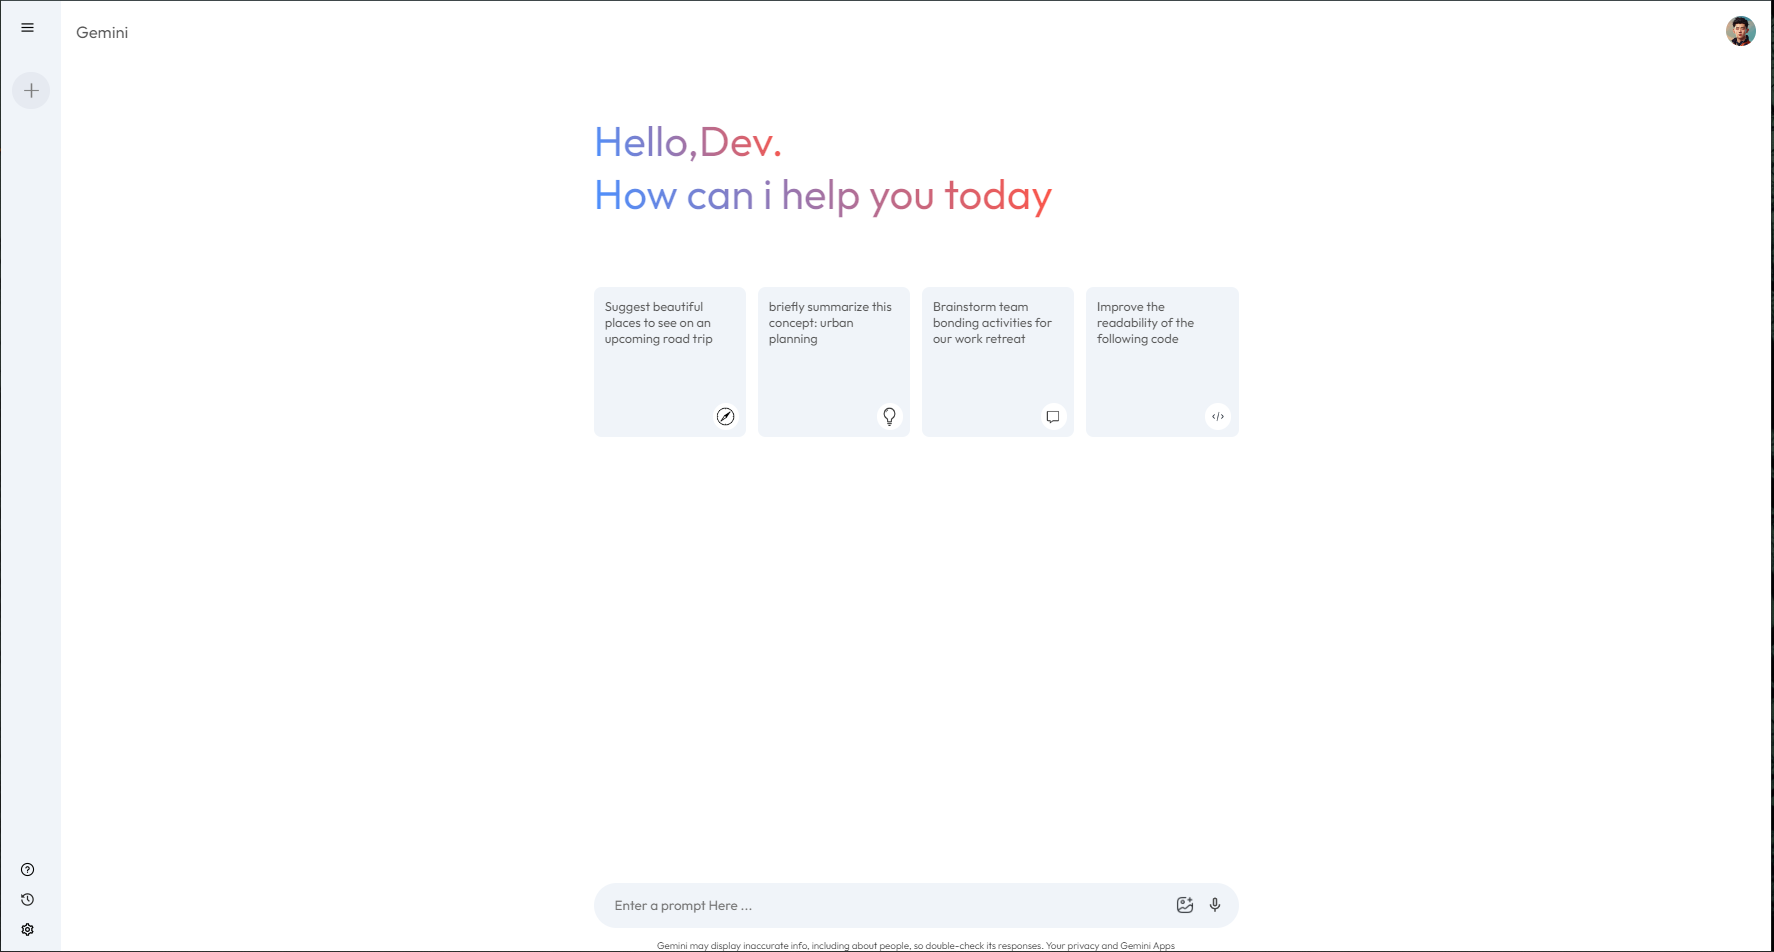 Gemini
Hello,Dev.
How can i help you today
Suggest beautiful
places to see on an
upcoming road trip
briefly summarize this
concept: urban
planning
Brainstorm team
bonding activities for
our work retreat
Improve the
readability of the
following code
Enter a prompt Here ...
Gemini may display inaccurate info, including about people, so double-check its responses. Your privacy and Gemini Apps